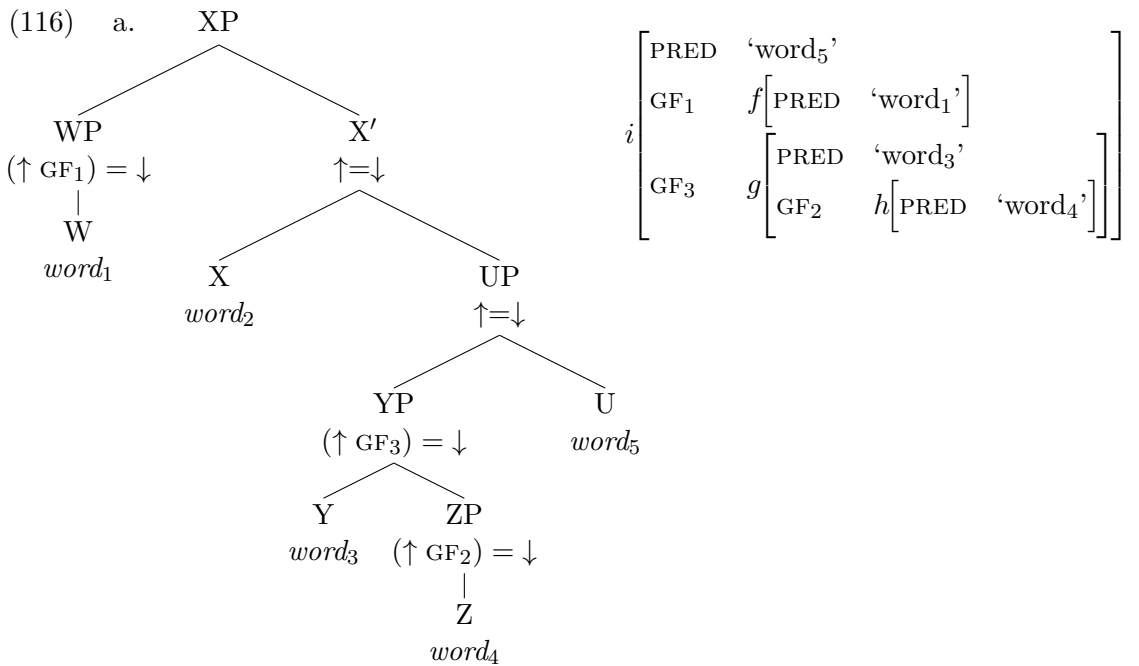 (116) a. XP
WP X′
(↑ GF₁) = ↓ ↑=↓
W
word₁
X UP
word₂ ↑=↓
YP U
(↑ GF₃) = ↓ word₅
Y ZP
word₃ (↑ GF₂) = ↓
Z
word₄
PRED ‘word₅’
GF₁ f[PRED ‘word₁’]
i
PRED ‘word₃’
GF₃ g
GF₂ h[PRED ‘word₄’]